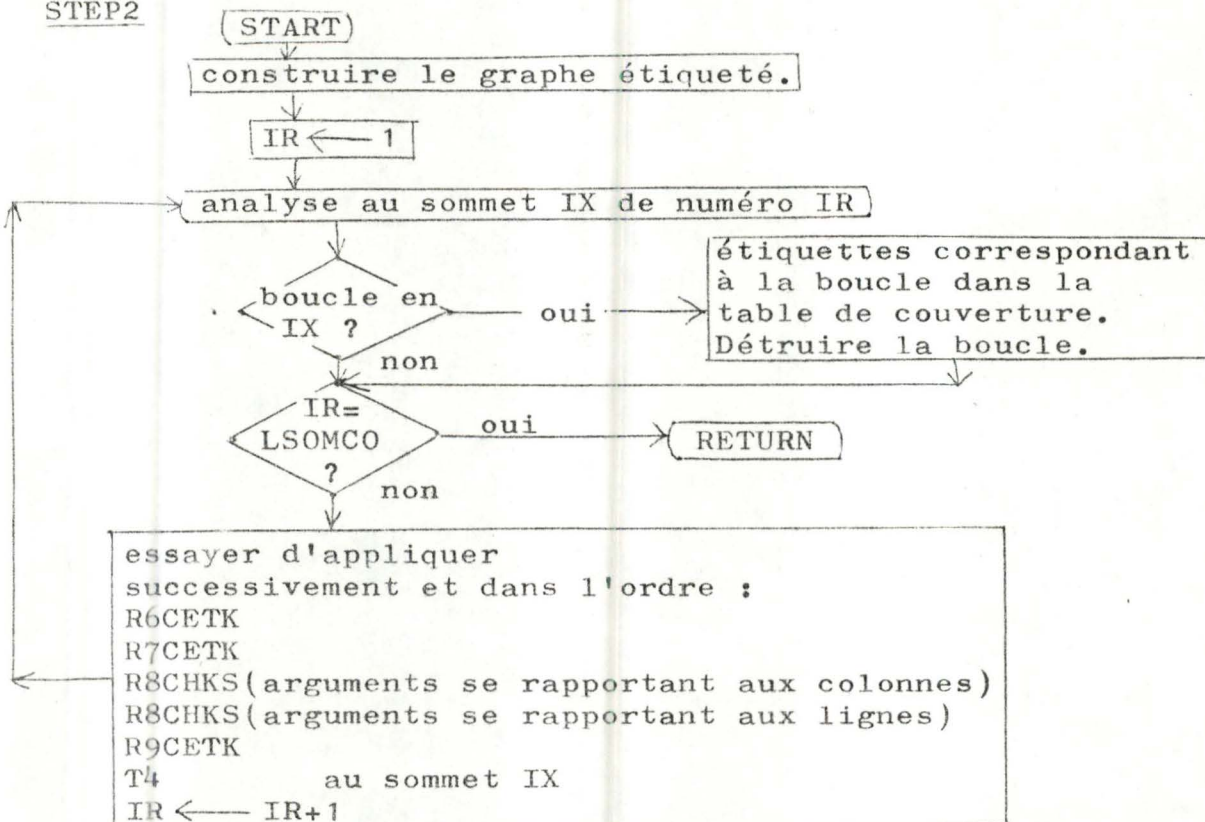 STEP2
START
construire le graphe étiqueté.
IR ← 1
analyse au sommet IX de numéro IR
boucle en
IX ?
oui
non
étiquettes correspondant
à la boucle dans la
table de couverture.
Détruire la boucle.
IR=
LSOMCO
?
oui
RETURN
non
essayer d'appliquer
successivement et dans l'ordre :
R6CETK
R7CETK
R8CHKS(arguments se rapportant aux colonnes)
R8CHKS(arguments se rapportant aux lignes)
R9CETK
T4 au sommet IX
IR ← IR+1